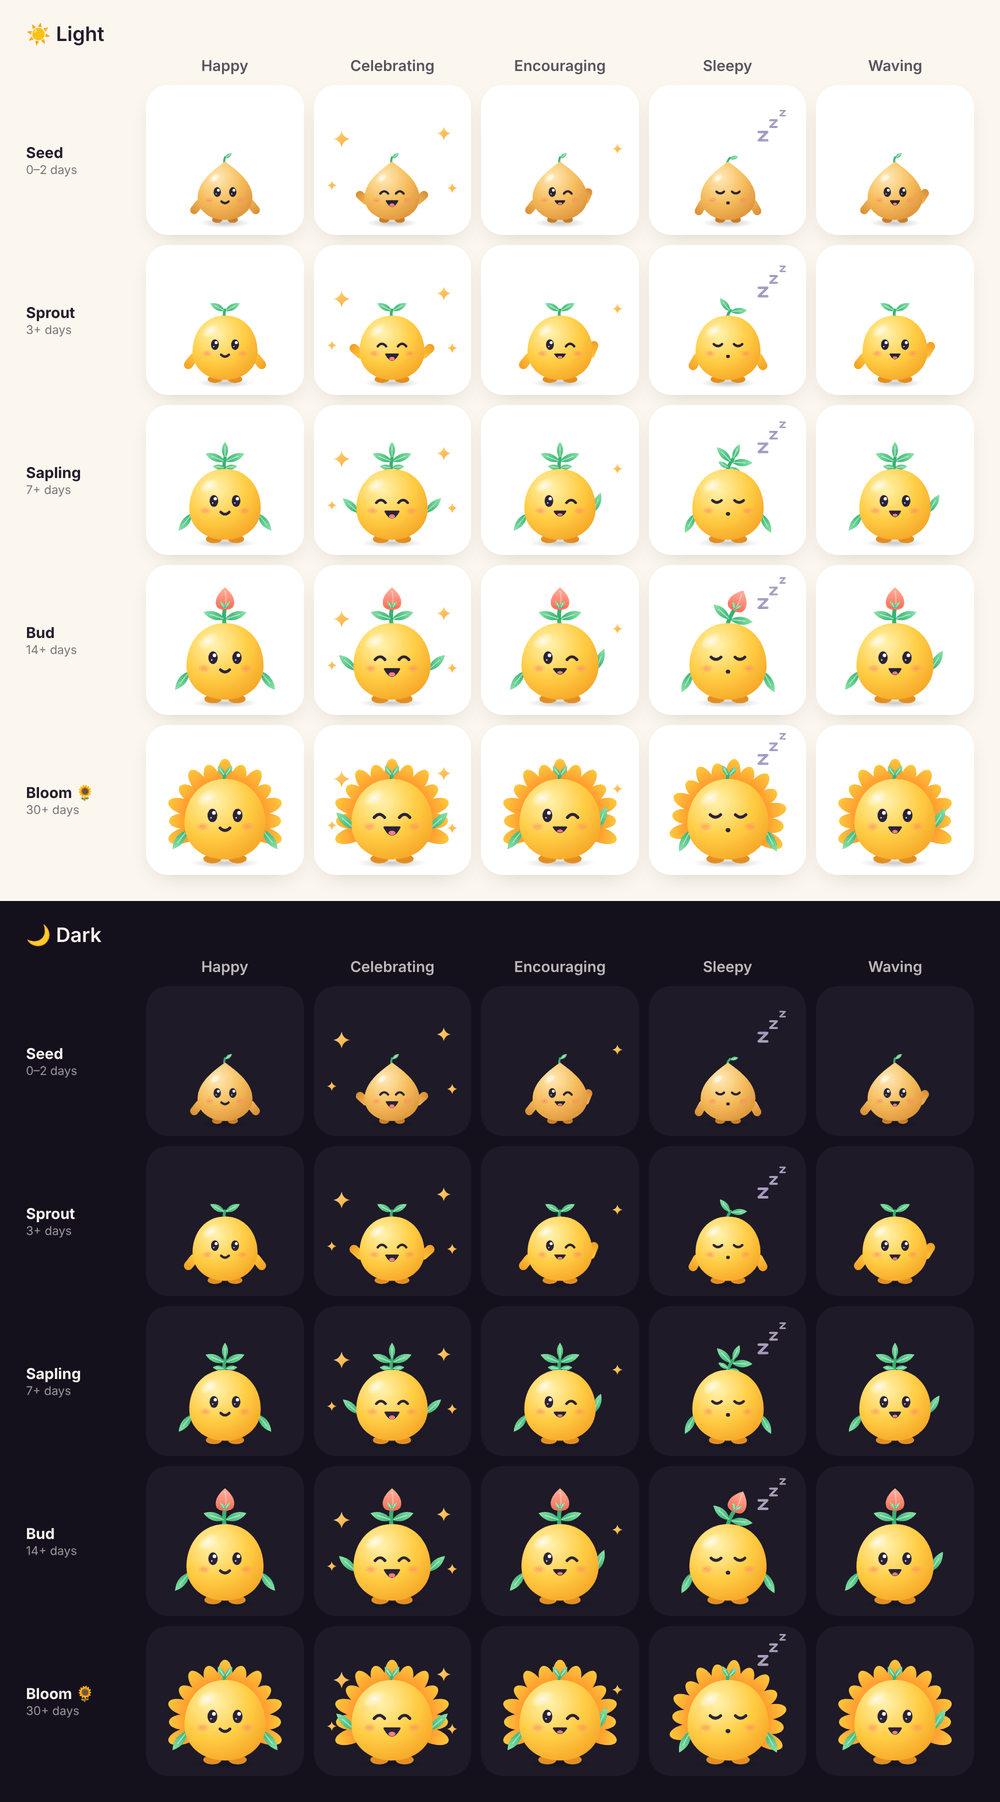 ☀️ Light
Happy Celebrating Encouraging Sleepy Waving
Seed
0–2 days
z z z
Sprout
3+ days
z z z
Sapling
7+ days
z z z
Bud
14+ days
z z z
Bloom 🌻
30+ days
z z z
🌙 Dark
Happy Celebrating Encouraging Sleepy Waving
Seed
0–2 days
z z z
Sprout
3+ days
z z z
Sapling
7+ days
z z z
Bud
14+ days
z z z
Bloom 🌻
30+ days
z z z